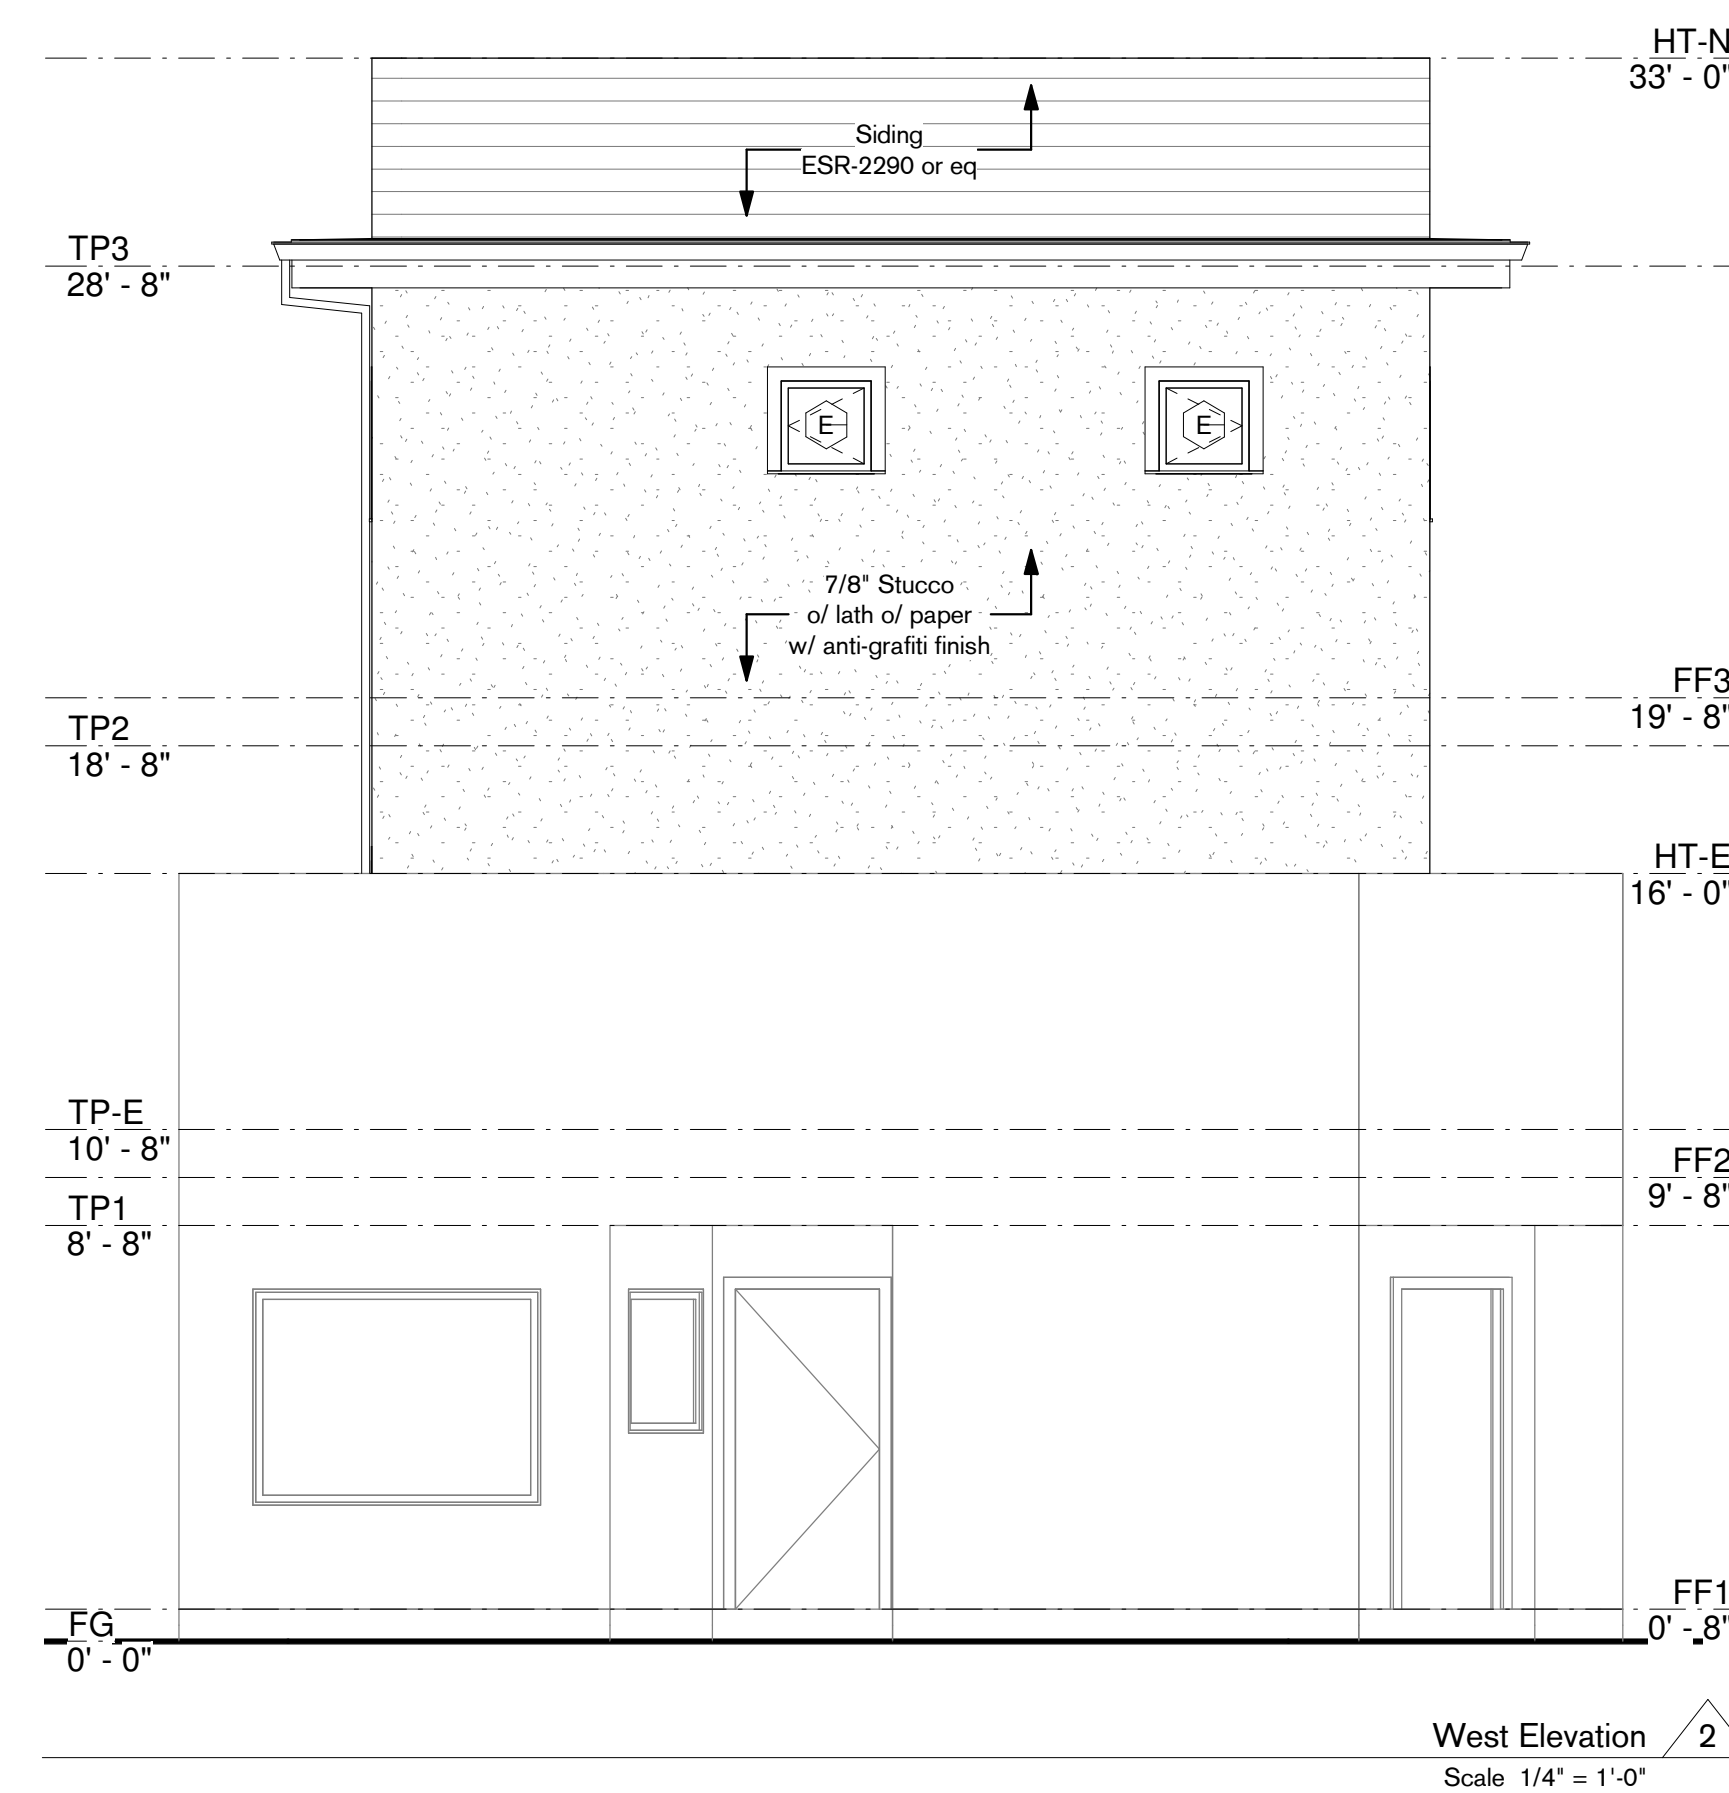 HT-N
33' - 0"
Siding
ESR-2290 or eq
TP3
28' - 8"
E
E
7/8" Stucco
o/ lath o/ paper
w/ anti-grafiti finish
FF3
19' - 8"
TP2
18' - 8"
HT-E
16' - 0"
TP-E
10' - 8"
FF2
9' - 8"
TP1
8' - 8"
FF1
0' - 8"
FG
0' - 0"
West Elevation
2
Scale 1/4" = 1'-0"